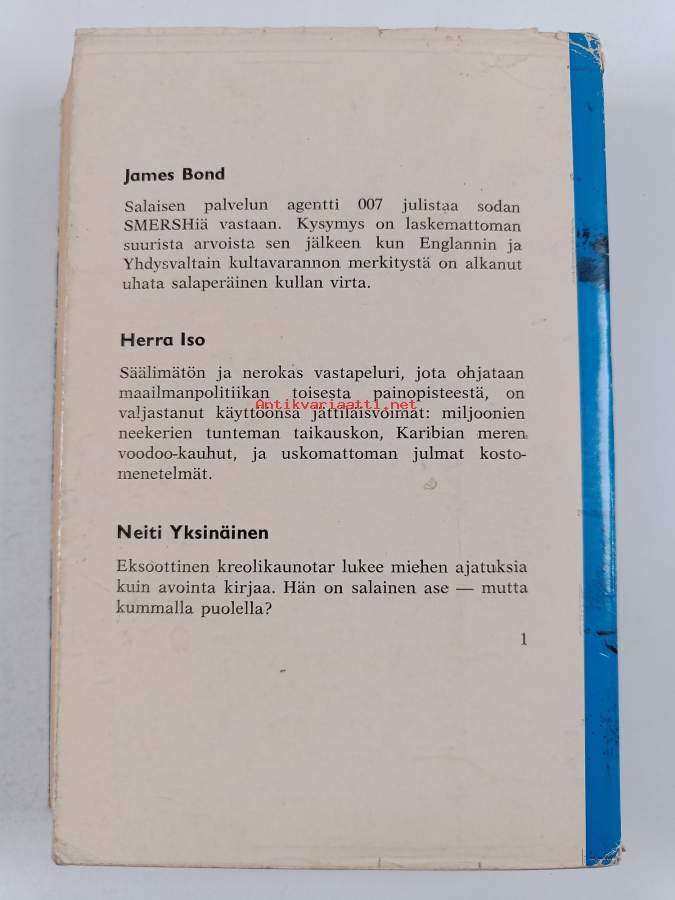 James Bond
Salaisen palvelun agentti 007 julistaa sodan
SMERSHiä vastaan. Kysymys on laskemattoman
suurista arvoista sen jälkeen kun Englannin ja
Yhdysvaltain kultavarannon merkitystä on alkanut
uhata salaperäinen kullan virta.
Herra Iso
Säälimätön ja nerokas vastapeluri, jota ohjataan
maailmanpolitiikan toisesta painopisteestä, on
Antikvariaatti.net
valjastanut käyttöönsä jättiläisvoimat: miljoonien
neekerien tunteman taikauskon, Karibian meren
voodoo-kauhut, ja uskomattoman julmat kosto-
menetelmät.
Neiti Yksinäinen
Eksoottinen kreolikaunotar lukee miehen ajatuksia
kuin avointa kirjaa. Hän on salainen ase — mutta
kummalla puolella?
1